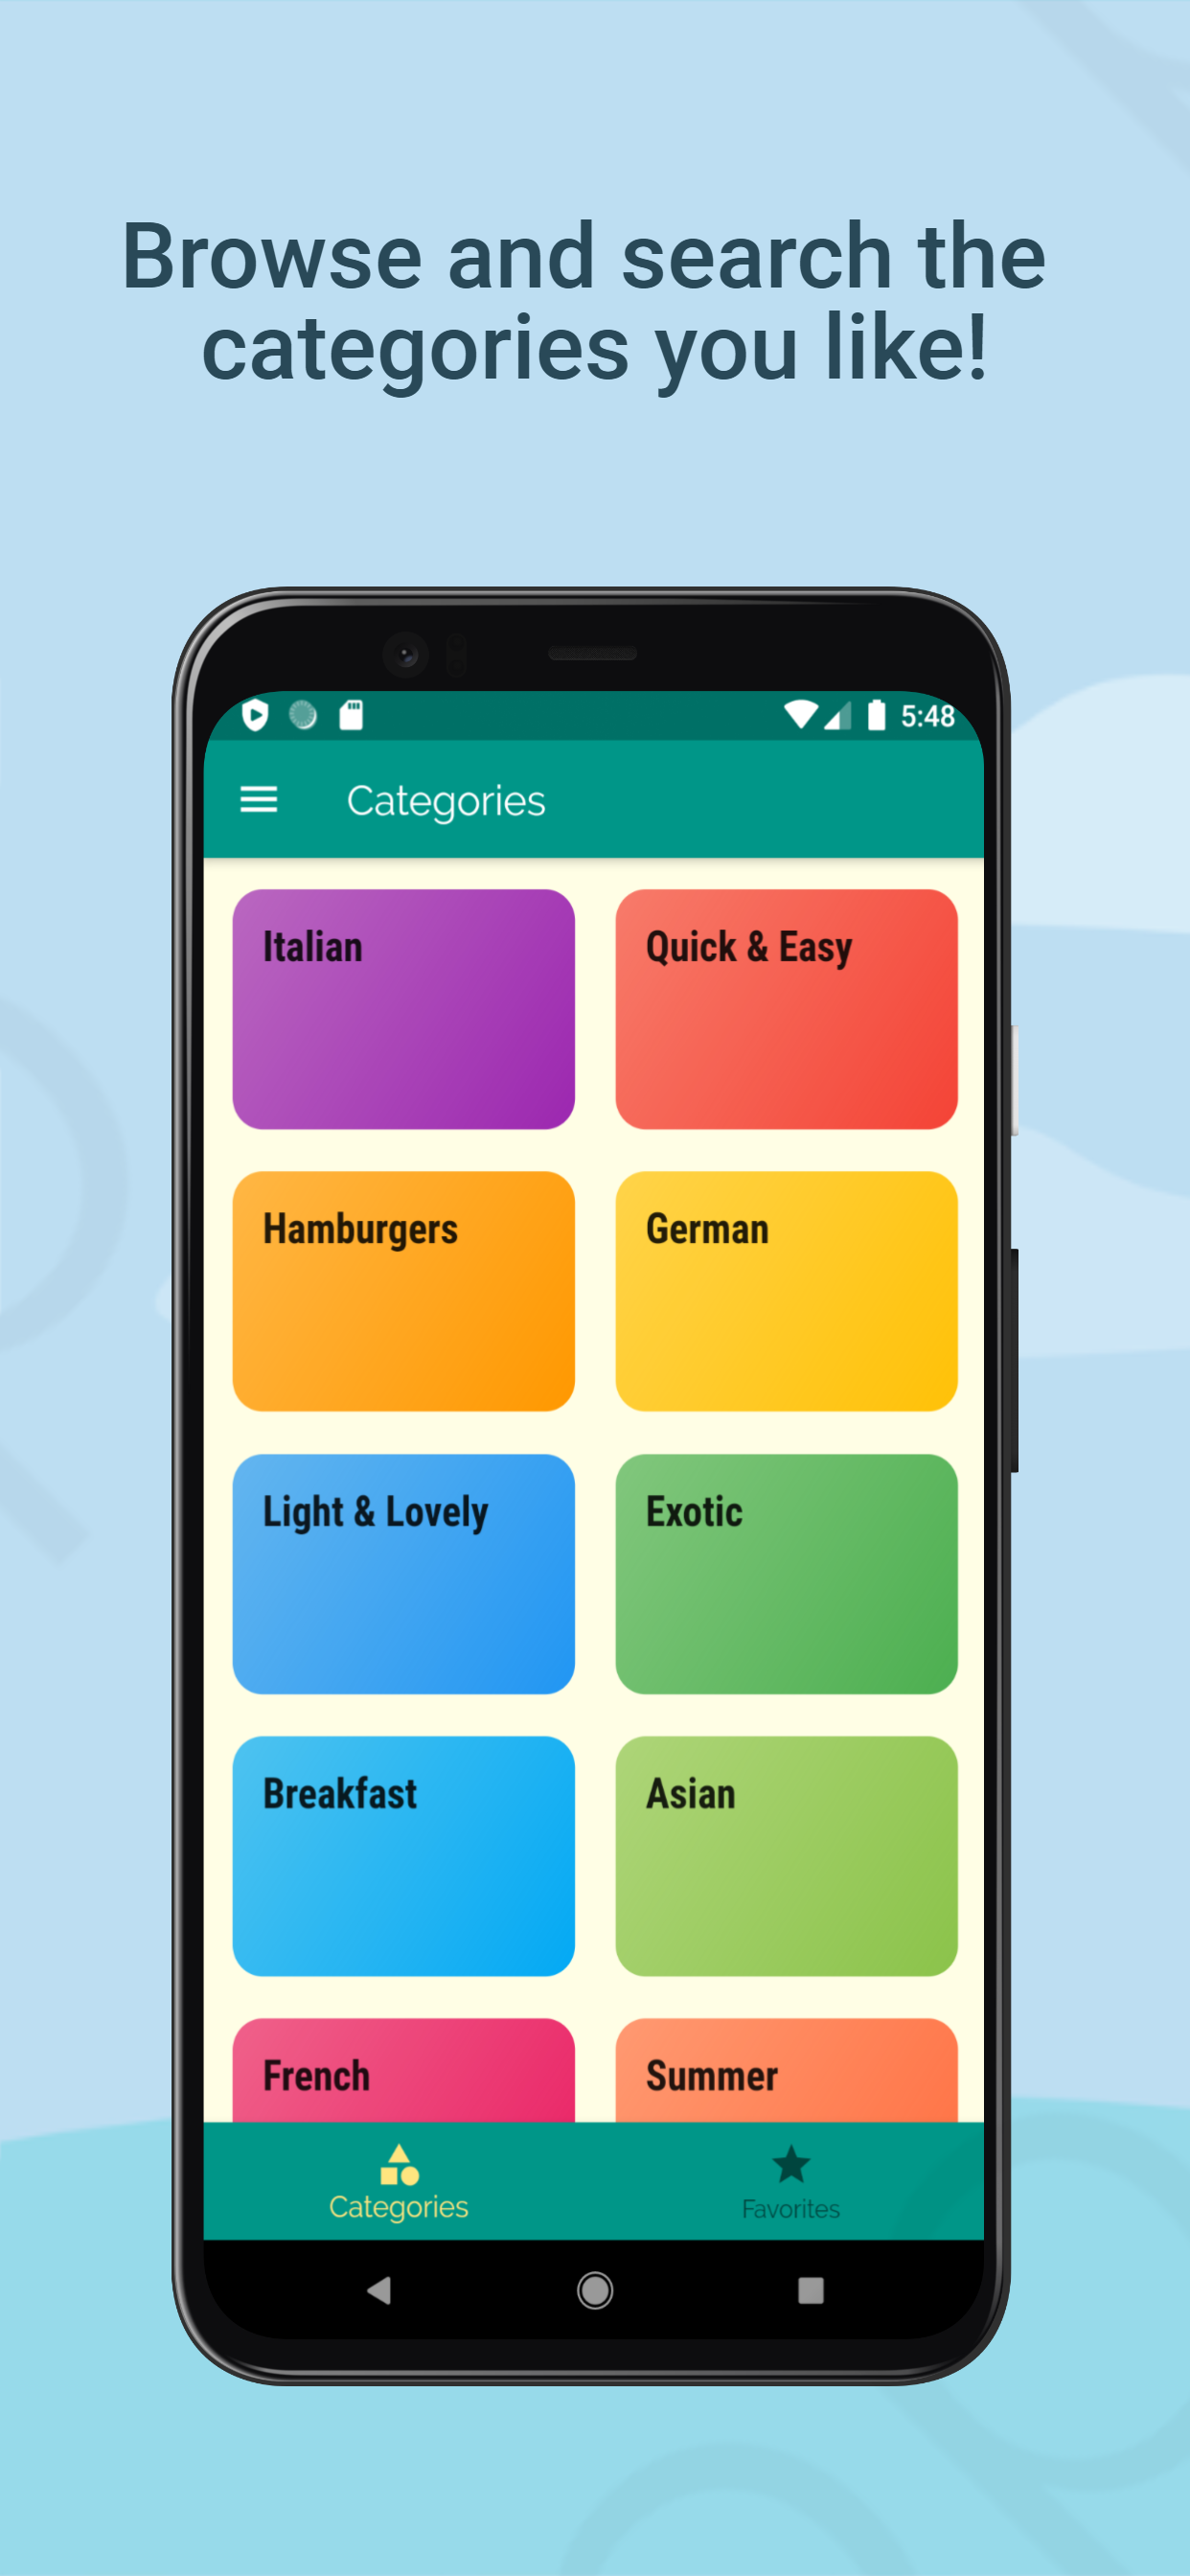 Browse and search the
categories you like!
5:48
Categories
Italian
Quick & Easy
Hamburgers
German
Light & Lovely
Exotic
Breakfast
Asian
French
Summer
Categories
Favorites